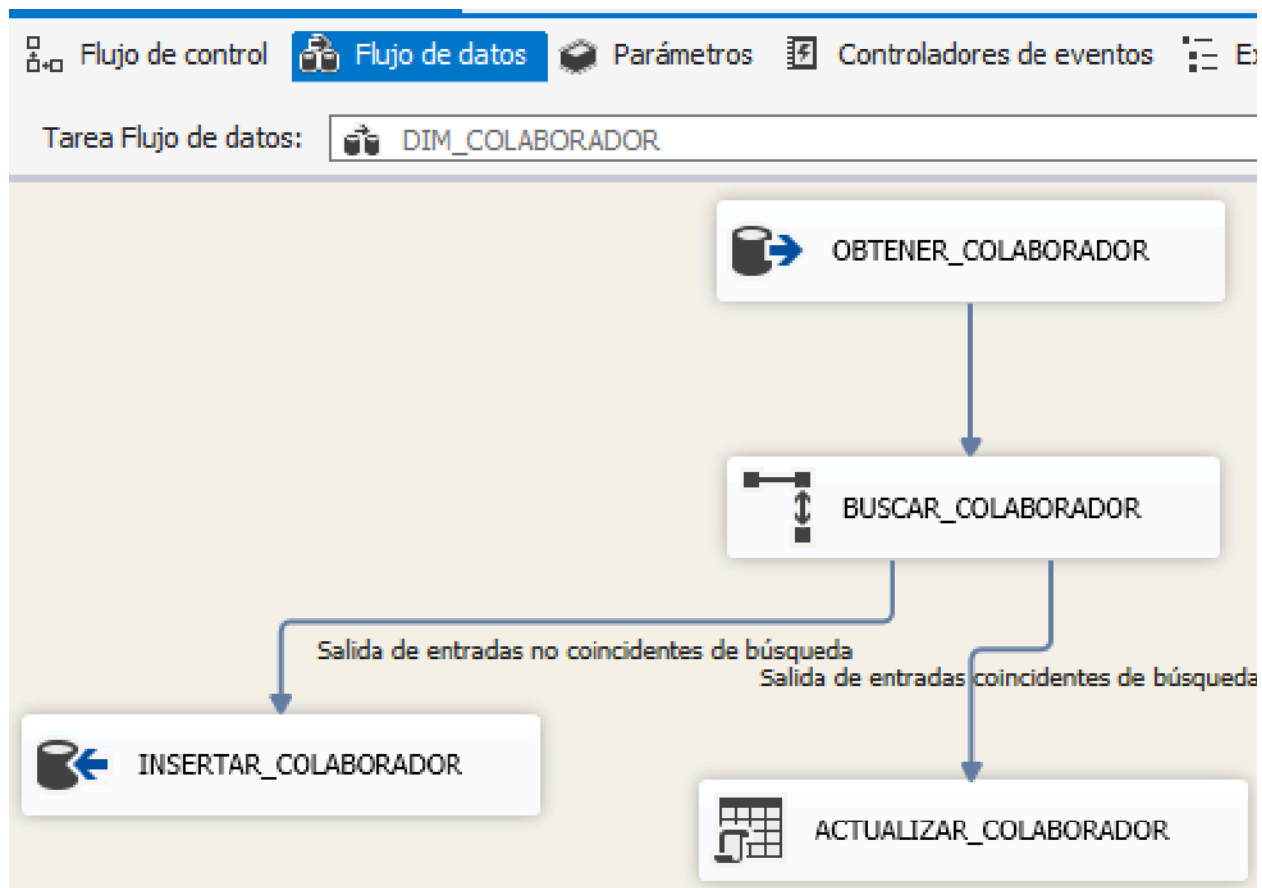 Flujo de control Flujo de datos Parámetros Controladores de eventos
Tarea Flujo de datos: DIM_COLABORADOR
OBTENER_COLABORADOR
BUSCAR_COLABORADOR
Salida de entradas no coincidentes de búsqueda
Salida de entradas coincidentes de búsqueda
INSERTAR_COLABORADOR
ACTUALIZAR_COLABORADOR